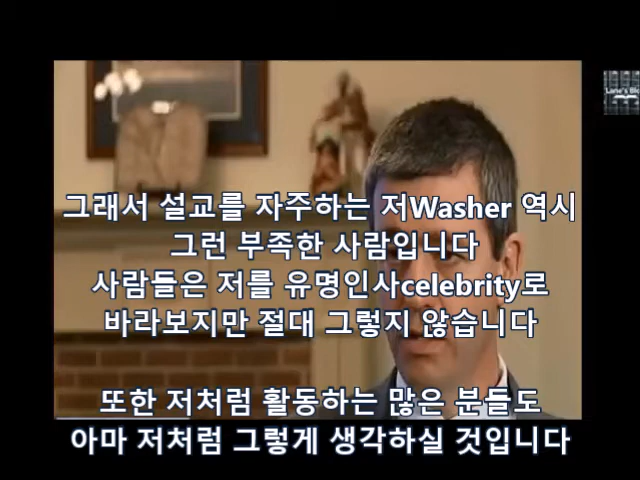 Lane's Bl
그래서 설교를 자주하는 저Washer 역시
그런 부족한 사람입니다
사람들은 저를 유명인사celebrity로
바라보지만 절대 그렇지 않습니다
또한 저처럼 활동하는 많은 분들도
아마 저처럼 그렇게 생각하실 것입니다